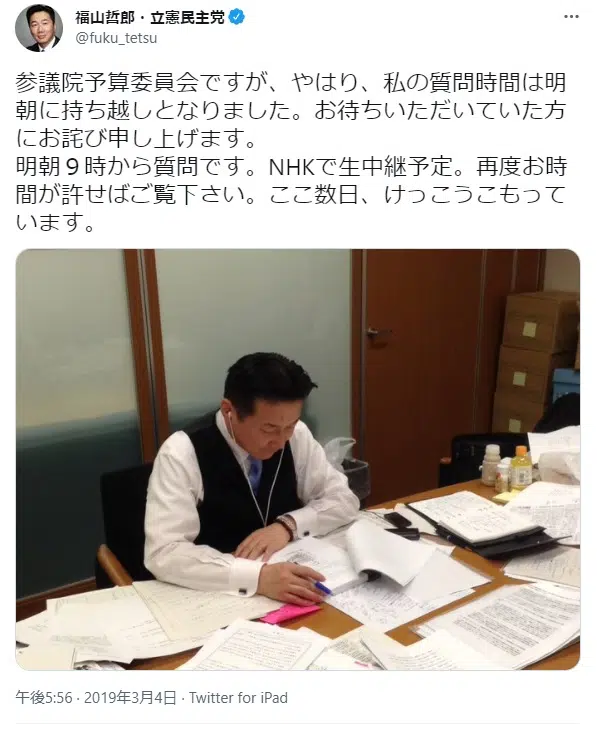 福山哲郎・立憲民主党
@fuku_tetsu
参議院予算委員会ですが、やはり、私の質問時間は明
朝に持ち越しとなりました。お待ちいただいていた方
にお詫び申し上げます。
明朝９時から質問です。NHKで生中継予定。再度お時
間が許せばご覧下さい。ここ数日、けっこうこもって
います。
午後5:56 · 2019年3月4日 · Twitter for iPad